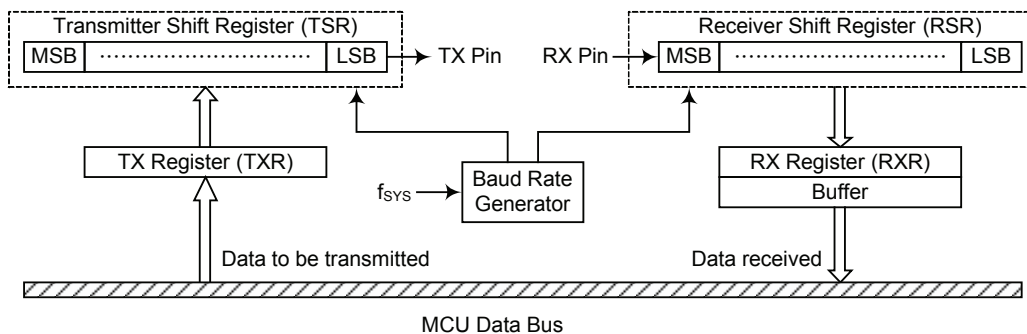 Transmitter Shift Register (TSR)
MSB ………………………… LSB
TX Pin
RX Pin
Receiver Shift Register (RSR)
MSB ………………………… LSB
TX Register (TXR)
fSYS
Baud Rate
Generator
RX Register (RXR)
Buffer
Data to be transmitted
Data received
MCU Data Bus